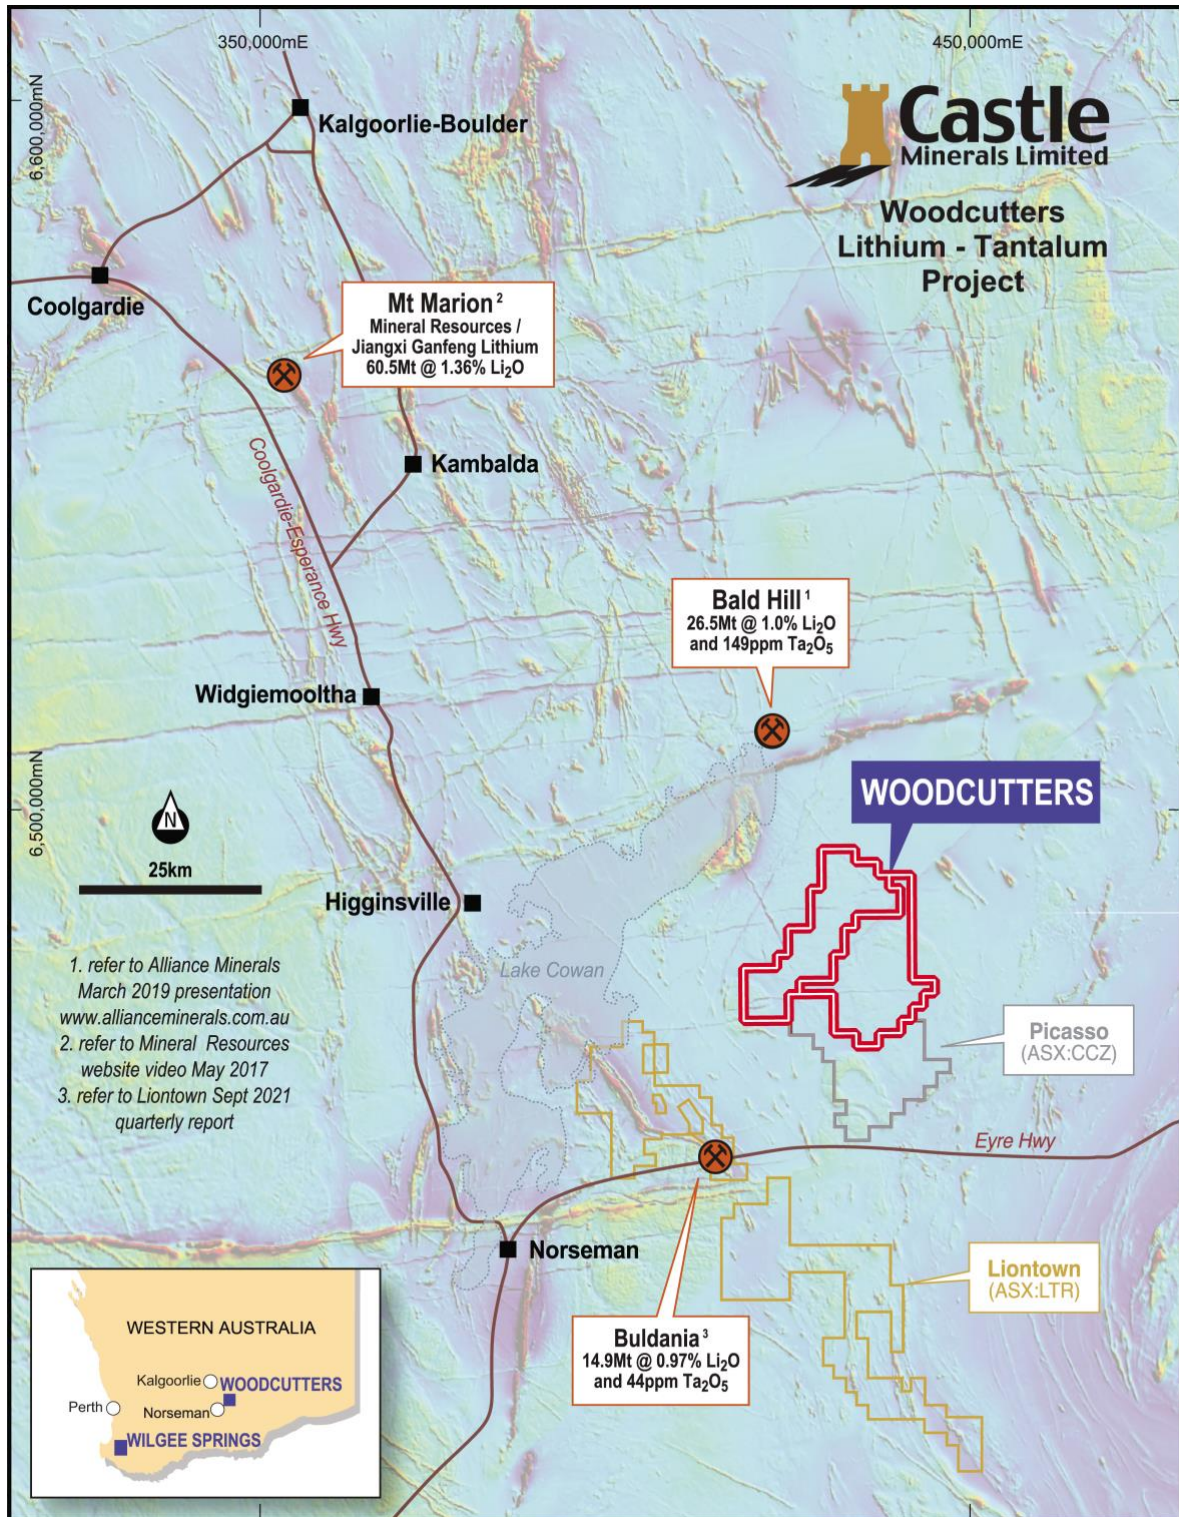 350,000mE
450,000mE
6,600,000mN
Kalgoorlie-Boulder
Castle
Minerals Limited
Woodcutters
Lithium - Tantalum
Project
Coolgardie
Mt Marion 2
Mineral Resources /
Jiangxi Ganfeng Lithium
60.5Mt @ 1.36% Li2O
Coolgardie-Esperance Hwy
Kambalda
Bald Hill 1
26.5Mt @ 1.0% Li2O
and 149ppm Ta2O5
Widgiemooltha
6,500,000mN
WOODCUTTERS
N
25km
Higginsville
Lake Cowan
1. refer to Alliance Minerals
March 2019 presentation
www.allianceminerals.com.au
2. refer to Mineral Resources
website video May 2017
3. refer to Liontown Sept 2021
quarterly report
Picasso
(ASX:CCZ)
Eyre Hwy
Norseman
Liontown
(ASX:LTR)
Buldania 3
14.9Mt @ 0.97% Li2O
and 44ppm Ta2O5
WESTERN AUSTRALIA
Kalgoorlie
WOODCUTTERS
Perth
Norseman
WILGEE SPRINGS